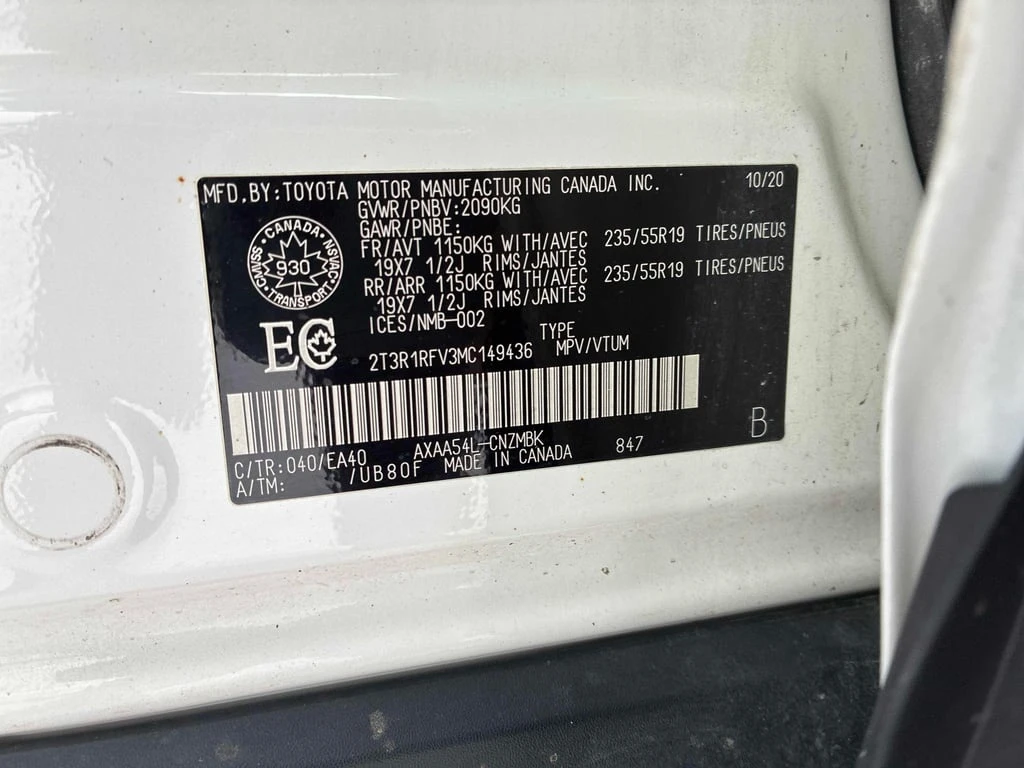 MFD.BY:TOYOTA MOTOR MANUFACTURING CANADA INC. 10/20
GVWR/PNBV:2090KG
GAWR/PNBE:
FR/AVT 1150KG WITH/AVEC 235/55R19 TIRES/PNEUS
19X7 1/2J RIMS/JANTES
RR/ARR 1150KG WITH/AVEC 235/55R19 TIRES/PNEUS
19X7 1/2J RIMS/JANTES
ICES/NMB-002
CANADA
CMVSS NSVAC
930
TRANSPORT
EC
TYPE
2T3R1RFV3MC149436 MPV/VTUM
AXAA54L-CNZMBK 847 B
C/TR:040/EA40 MADE IN CANADA
A/TM: /UB80F